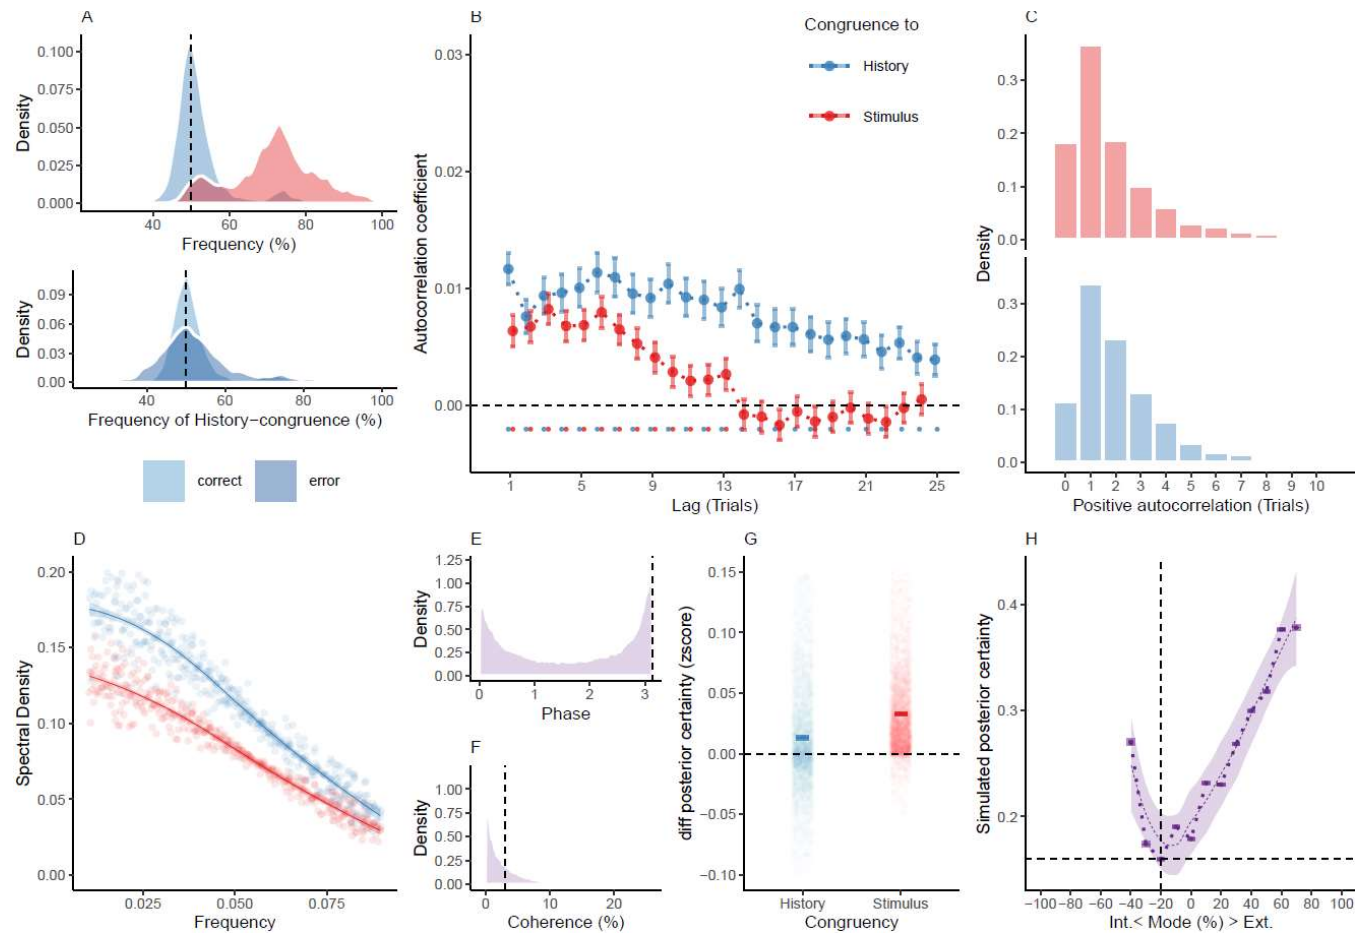 A
Density
0.100
0.075
0.050
0.025
0.000
40 60 80 100
Frequency (%)
Density
0.09
0.06
0.03
0.00
40 60 80 100
Frequency of History−congruence (%)
correct error
B
Congruence to
History
Stimulus
Autocorrelation coefficient
0.03
0.02
0.01
0.00
1 5 9 13 17 21 25
Lag (Trials)
C
Density
0.3
0.2
0.1
0.0
0.3
0.2
0.1
0.0
0 1 2 3 4 5 6 7 8 9 10
Positive autocorrelation (Trials)
D
Spectral Density
0.20
0.15
0.10
0.05
0.00
0.025 0.050 0.075
Frequency
E
Density
1.25
1.00
0.75
0.50
0.25
0.00
0 1 2 3
Phase
F
Density
1.00
0.75
0.50
0.25
0.00
0 10 20
Coherence (%)
G
diff posterior certainty (zscore)
0.15
0.10
0.05
0.00
−0.05
−0.10
History Stimulus
Congruency
H
Simulated posterior certainty
0.4
0.3
0.2
−100 −80 −60 −40 −20 0 20 40 60 80 100
Int.< Mode (%) > Ext.